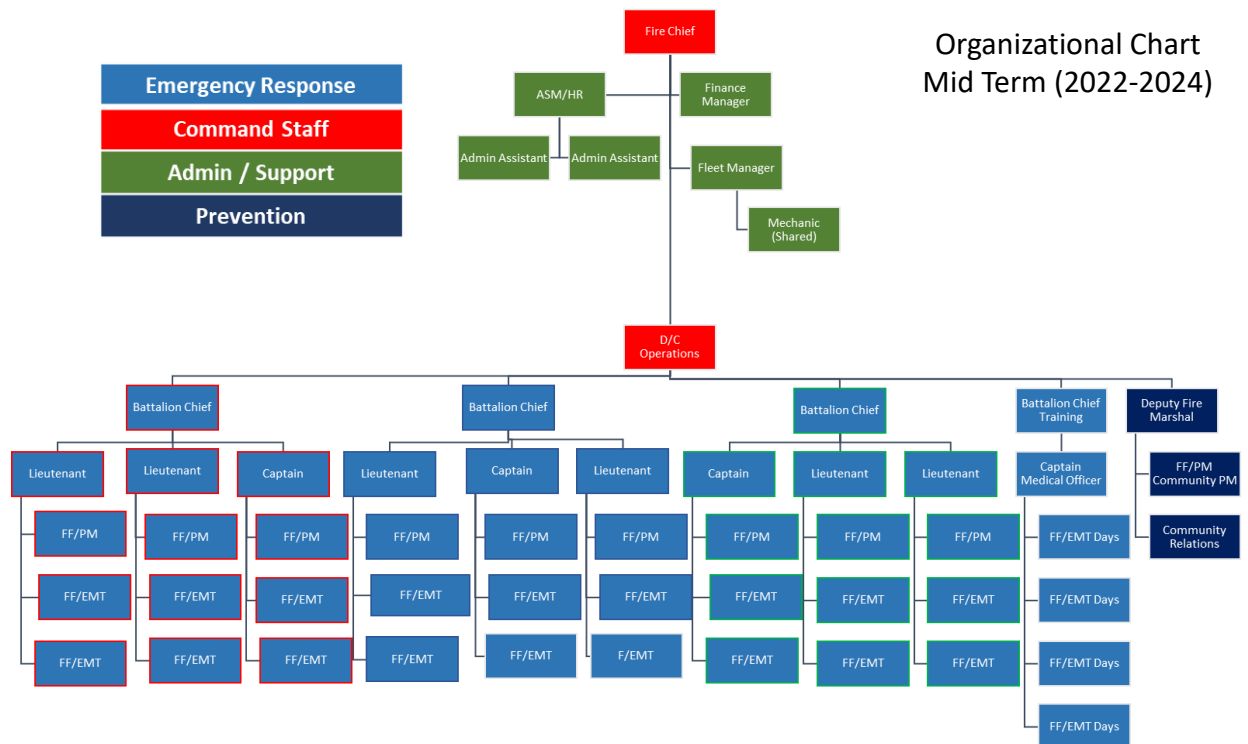 Organizational Chart
Mid Term (2022-2024)
Emergency Response
Command Staff
Admin / Support
Prevention
Fire Chief
ASM/HR
Finance
Manager
Admin Assistant
Admin Assistant
Fleet Manager
Mechanic
(Shared)
D/C
Operations
Battalion Chief
Battalion Chief
Battalion Chief
Battalion Chief
Training
Deputy Fire
Marshal
Lieutenant
Lieutenant
Captain
Lieutenant
Captain
Lieutenant
Captain
Lieutenant
Lieutenant
Captain
Medical Officer
FF/PM
Community PM
FF/PM
FF/PM
FF/PM
FF/PM
FF/PM
FF/PM
FF/PM
FF/PM
FF/PM
FF/EMT Days
Community
Relations
FF/EMT
FF/EMT
FF/EMT
FF/EMT
FF/EMT
FF/EMT
FF/EMT
FF/EMT
FF/EMT
FF/EMT Days
FF/EMT
FF/EMT
FF/EMT
FF/EMT
FF/EMT
F/EMT
FF/EMT
FF/EMT
FF/EMT
FF/EMT Days
FF/EMT Days